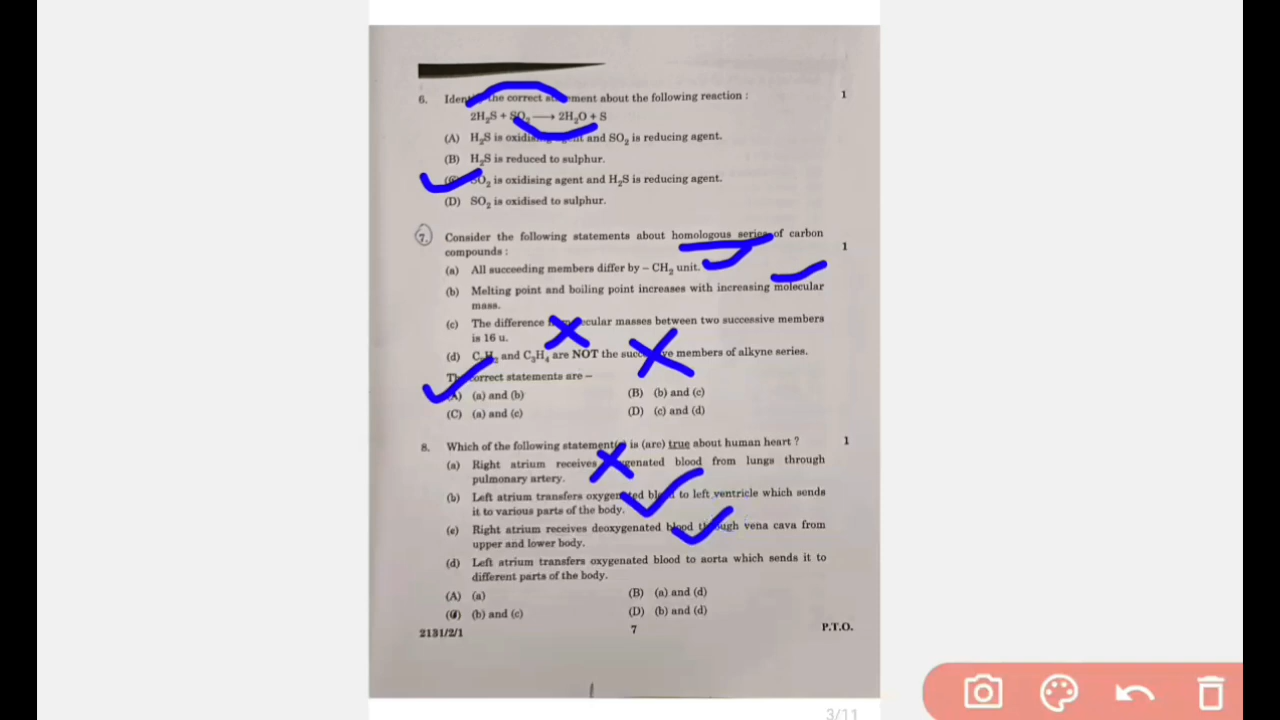 6. Identify the correct statement about the following reaction : 1
2H₂S + SO₂ ⟶ 2H₂O + S
(A) H₂S is oxidising agent and SO₂ is reducing agent.
(B) H₂S is reduced to sulphur.
(C) SO₂ is oxidising agent and H₂S is reducing agent.
(D) SO₂ is oxidised to sulphur.
7. Consider the following statements about homologous series of carbon
compounds : 1
(a) All succeeding members differ by – CH₂ unit.
(b) Melting point and boiling point increases with increasing molecular
mass.
(c) The difference in molecular masses between two successive members
is 16 u.
(d) C₂H₂ and C₃H₄ are NOT the successive members of alkyne series.
The correct statements are –
(A) (a) and (b) (B) (b) and (c)
(C) (a) and (c) (D) (c) and (d)
8. Which of the following statement(s) is (are) true about human heart ? 1
(a) Right atrium receives oxygenated blood from lungs through
pulmonary artery.
(b) Left atrium transfers oxygenated blood to left ventricle which sends
it to various parts of the body.
(c) Right atrium receives deoxygenated blood through vena cava from
upper and lower body.
(d) Left atrium transfers oxygenated blood to aorta which sends it to
different parts of the body.
(A) (a) (B) (a) and (d)
(C) (b) and (c) (D) (b) and (d)
2131/2/1 7 P.T.O.
3/11